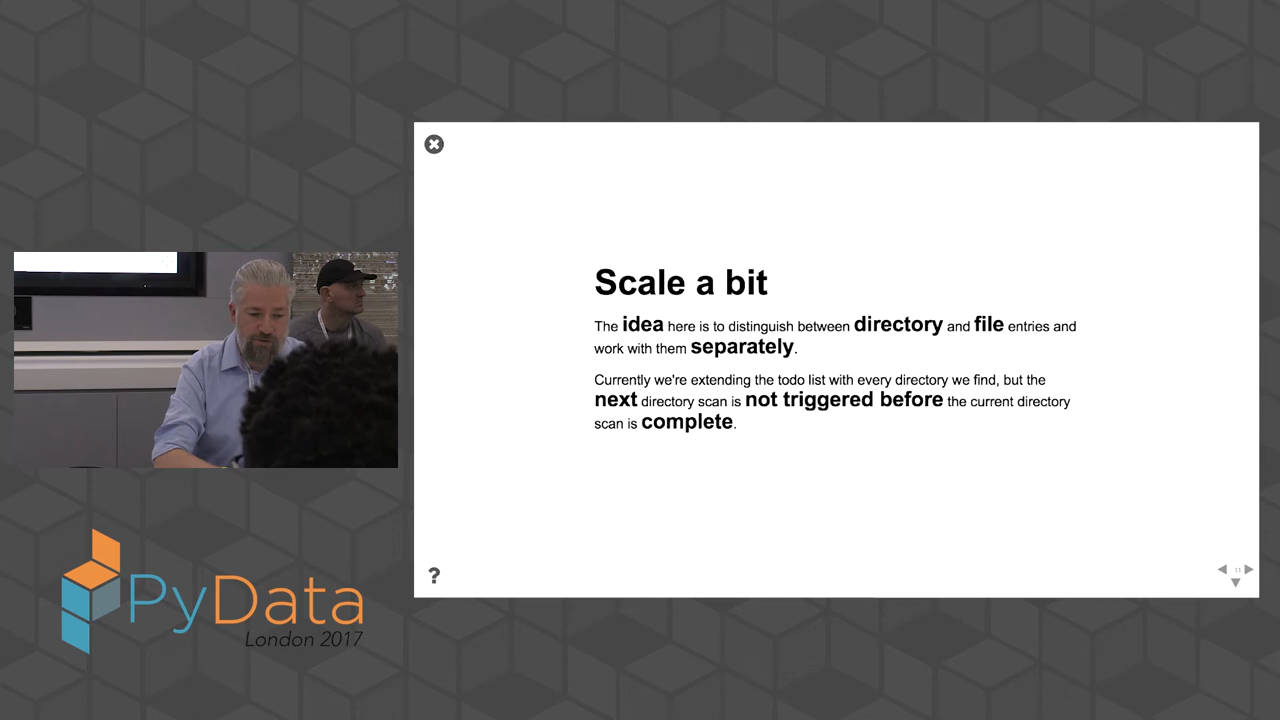 Scale a bit
The idea here is to distinguish between directory and file entries and
work with them separately.
Currently we're extending the todo list with every directory we find, but the
next directory scan is not triggered before the current directory
scan is complete.
?
11
PyData
London 2017